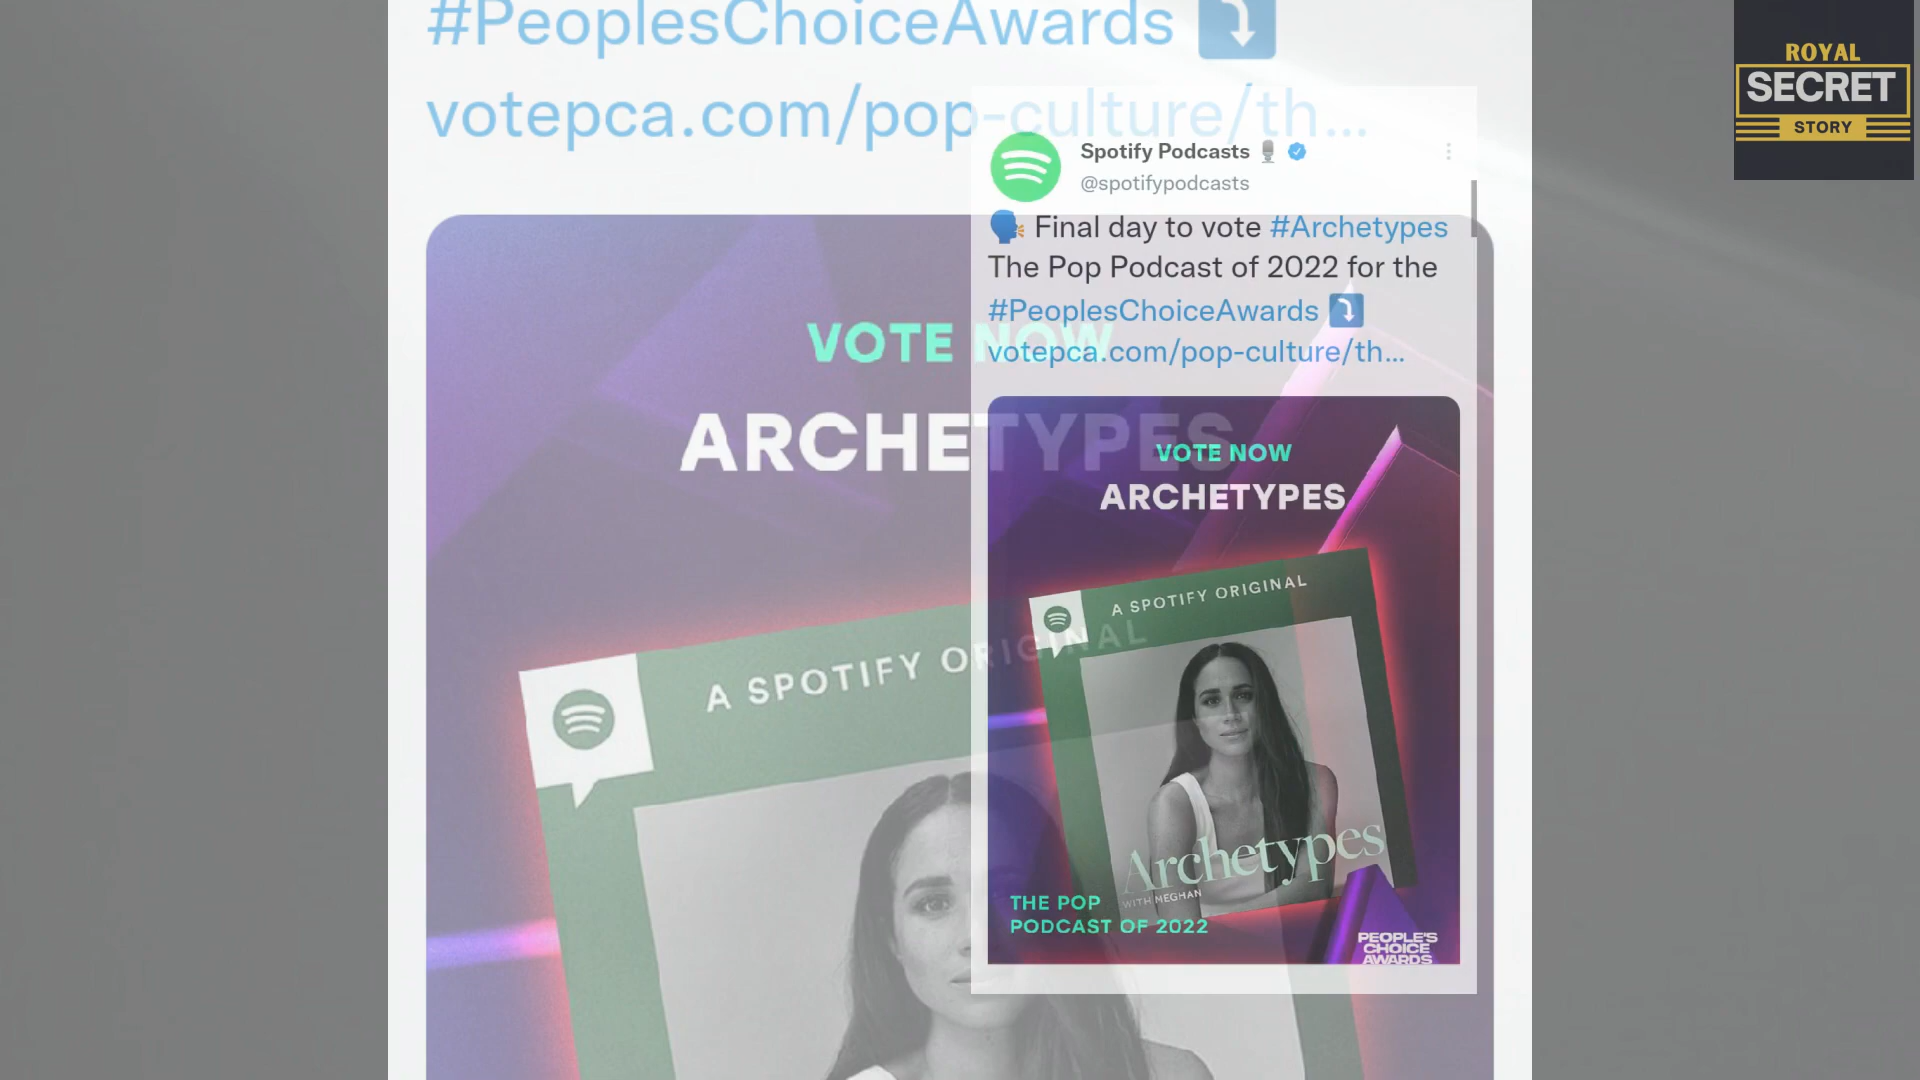 #PeoplesChoiceAwards
votepca.com/pop-culture/th...
VOTE NOW
ARCHETYPES
A SPOTIFY ORIGINAL
Spotify Podcasts
@spotifypodcasts
Final day to vote #Archetypes
The Pop Podcast of 2022 for the
#PeoplesChoiceAwards
votepca.com/pop-culture/th...
VOTE NOW
ARCHETYPES
A SPOTIFY ORIGINAL
Archetypes
WITH MEGHAN
THE POP
PODCAST OF 2022
PEOPLE'S
CHOICE
AWARDS
ROYAL
SECRET
STORY